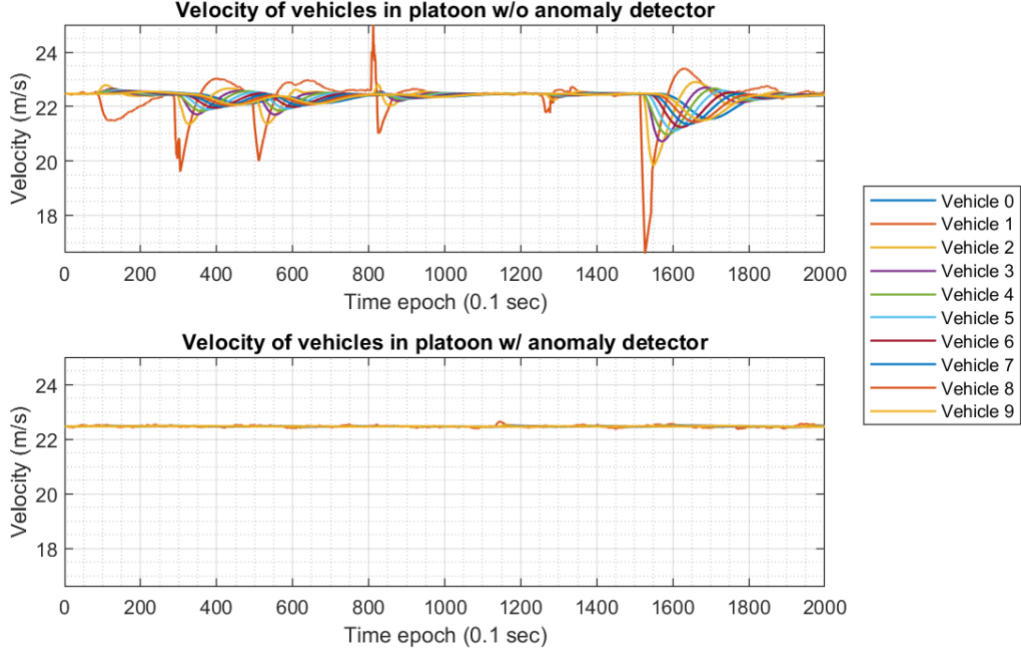 Velocity of vehicles in platoon w/o anomaly detector
24
22
20
18
Velocity (m/s)
0 200 400 600 800 1000 1200 1400 1600 1800 2000
Time epoch (0.1 sec)
Velocity of vehicles in platoon w/ anomaly detector
24
22
20
18
Velocity (m/s)
0 200 400 600 800 1000 1200 1400 1600 1800 2000
Time epoch (0.1 sec)
Vehicle 0
Vehicle 1
Vehicle 2
Vehicle 3
Vehicle 4
Vehicle 5
Vehicle 6
Vehicle 7
Vehicle 8
Vehicle 9